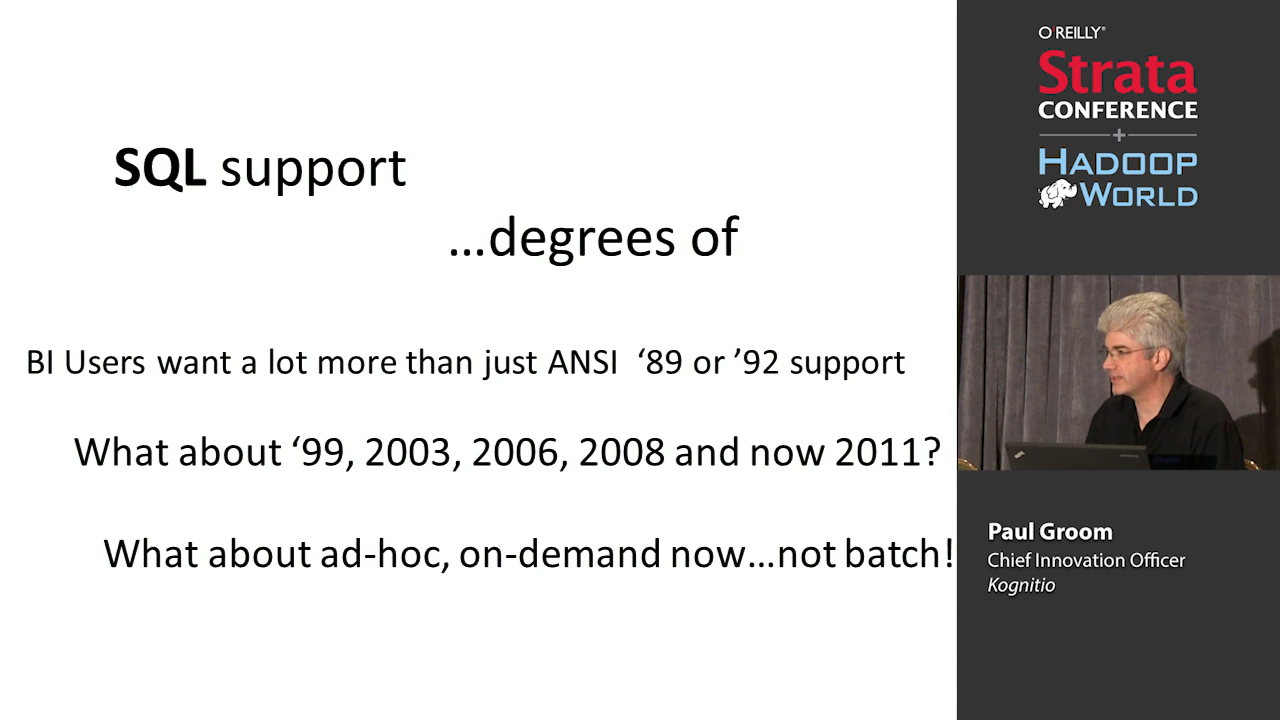 SQL support
...degrees of
BI Users want a lot more than just ANSI ‘89 or ’92 support
What about ‘99, 2003, 2006, 2008 and now 2011?
What about ad-hoc, on-demand now...not batch!
O'REILLY®
Strata
CONFERENCE
+
HADOOP
WORLD
Paul Groom
Chief Innovation Officer
Kognitio